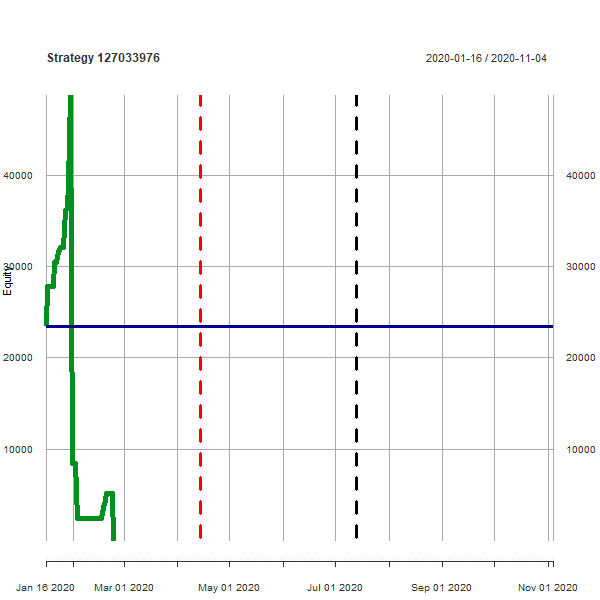 Strategy 127033976
2020-01-16 / 2020-11-04
40000
40000
30000
30000
Equity
20000
20000
10000
10000
Jan 16 2020
Mar 01 2020
May 01 2020
Jul 01 2020
Sep 01 2020
Nov 01 2020